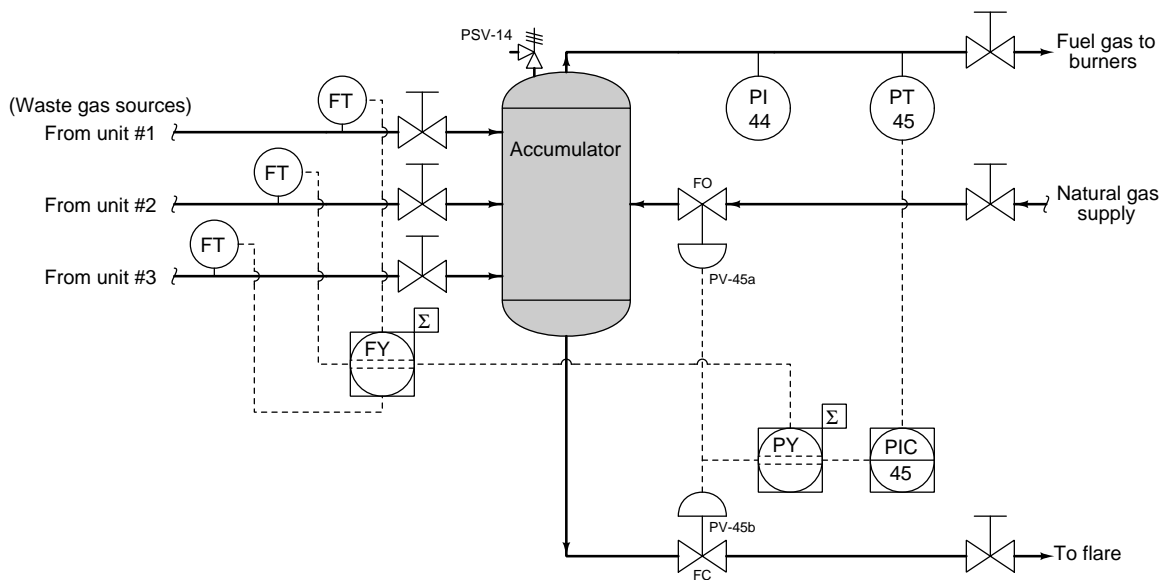 PSV-14
Fuel gas to
burners
(Waste gas sources)
FT
PI
44
PT
45
From unit #1
Accumulator
FT
FO
From unit #2
Natural gas
supply
FT
From unit #3
PV-45a
Σ
FY
Σ
PY
PIC
45
PV-45b
To flare
FC